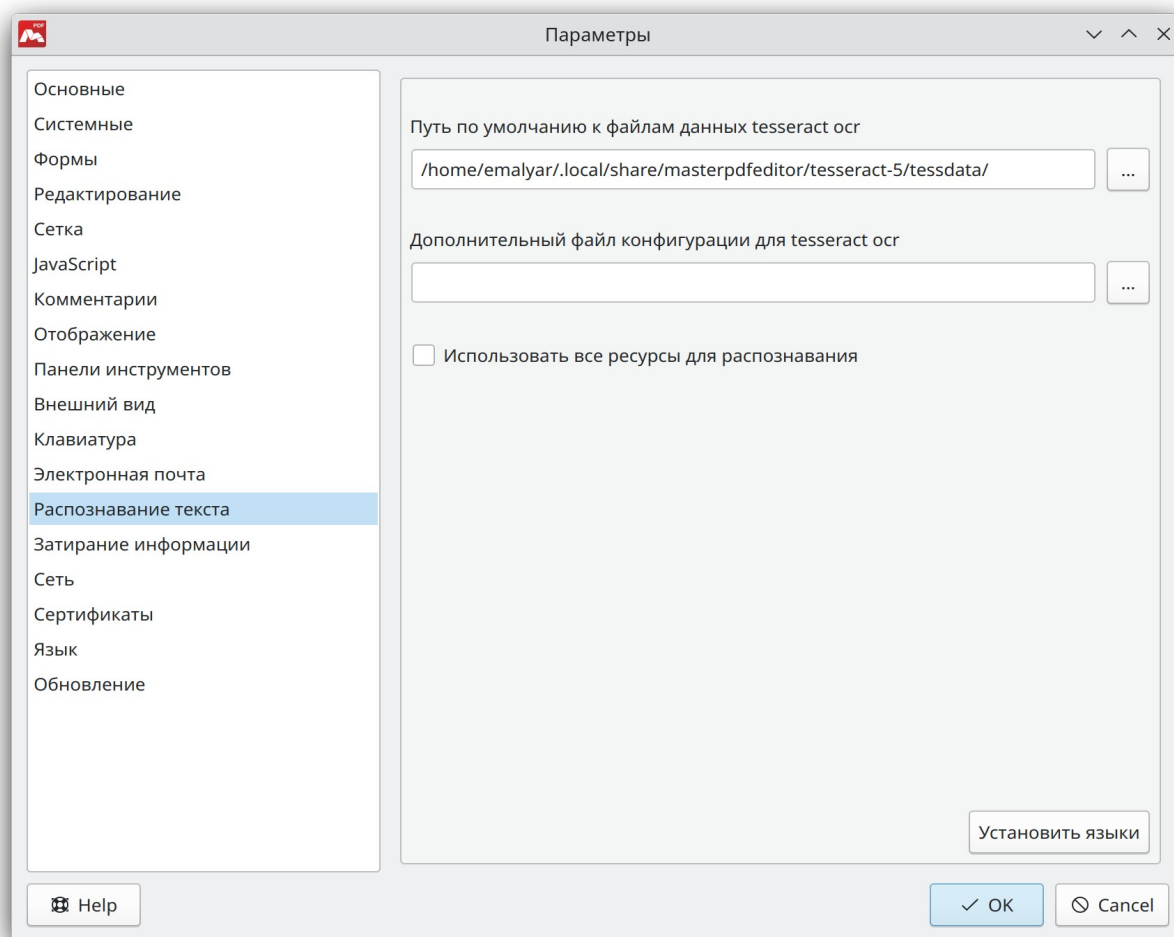 PDF
Параметры
Основные
Системные
Формы
Редактирование
Сетка
JavaScript
Комментарии
Отображение
Панели инструментов
Внешний вид
Клавиатура
Электронная почта
Распознавание текста
Затирание информации
Сеть
Сертификаты
Язык
Обновление
Путь по умолчанию к файлам данных tesseract ocr
/home/emalyar/.local/share/masterpdfeditor/tesseract-5/tessdata/
...
Дополнительный файл конфигурации для tesseract ocr
...
Использовать все ресурсы для распознавания
Установить языки
Help
OK
Cancel